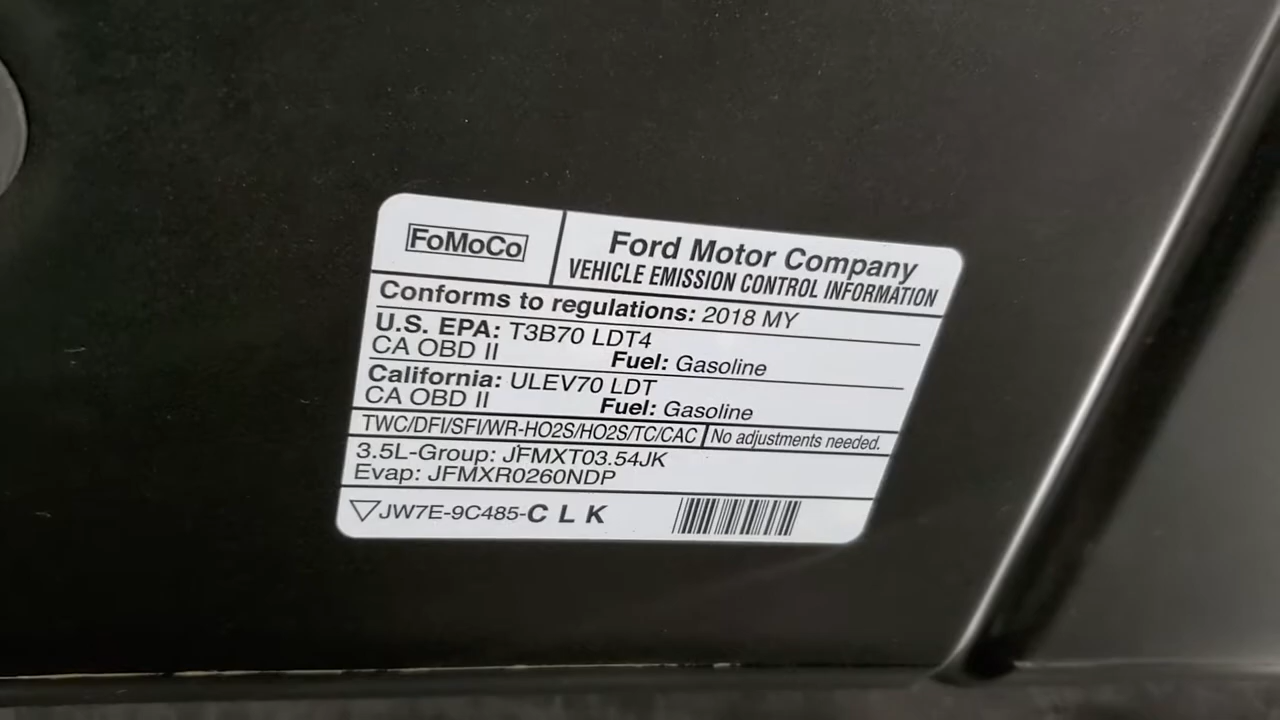 FoMoCo
Ford Motor Company
VEHICLE EMISSION CONTROL INFORMATION
Conforms to regulations: 2018 MY
U.S. EPA: T3B70 LDT4
CA OBD II Fuel: Gasoline
California: ULEV70 LDT
CA OBD II Fuel: Gasoline
TWC/DFI/SFI/WR-HO2S/HO2S/TC/CAC No adjustments needed.
3.5L-Group: JFMXT03.54JK
Evap: JFMXR0260NDP
JW7E-9C485-C L K